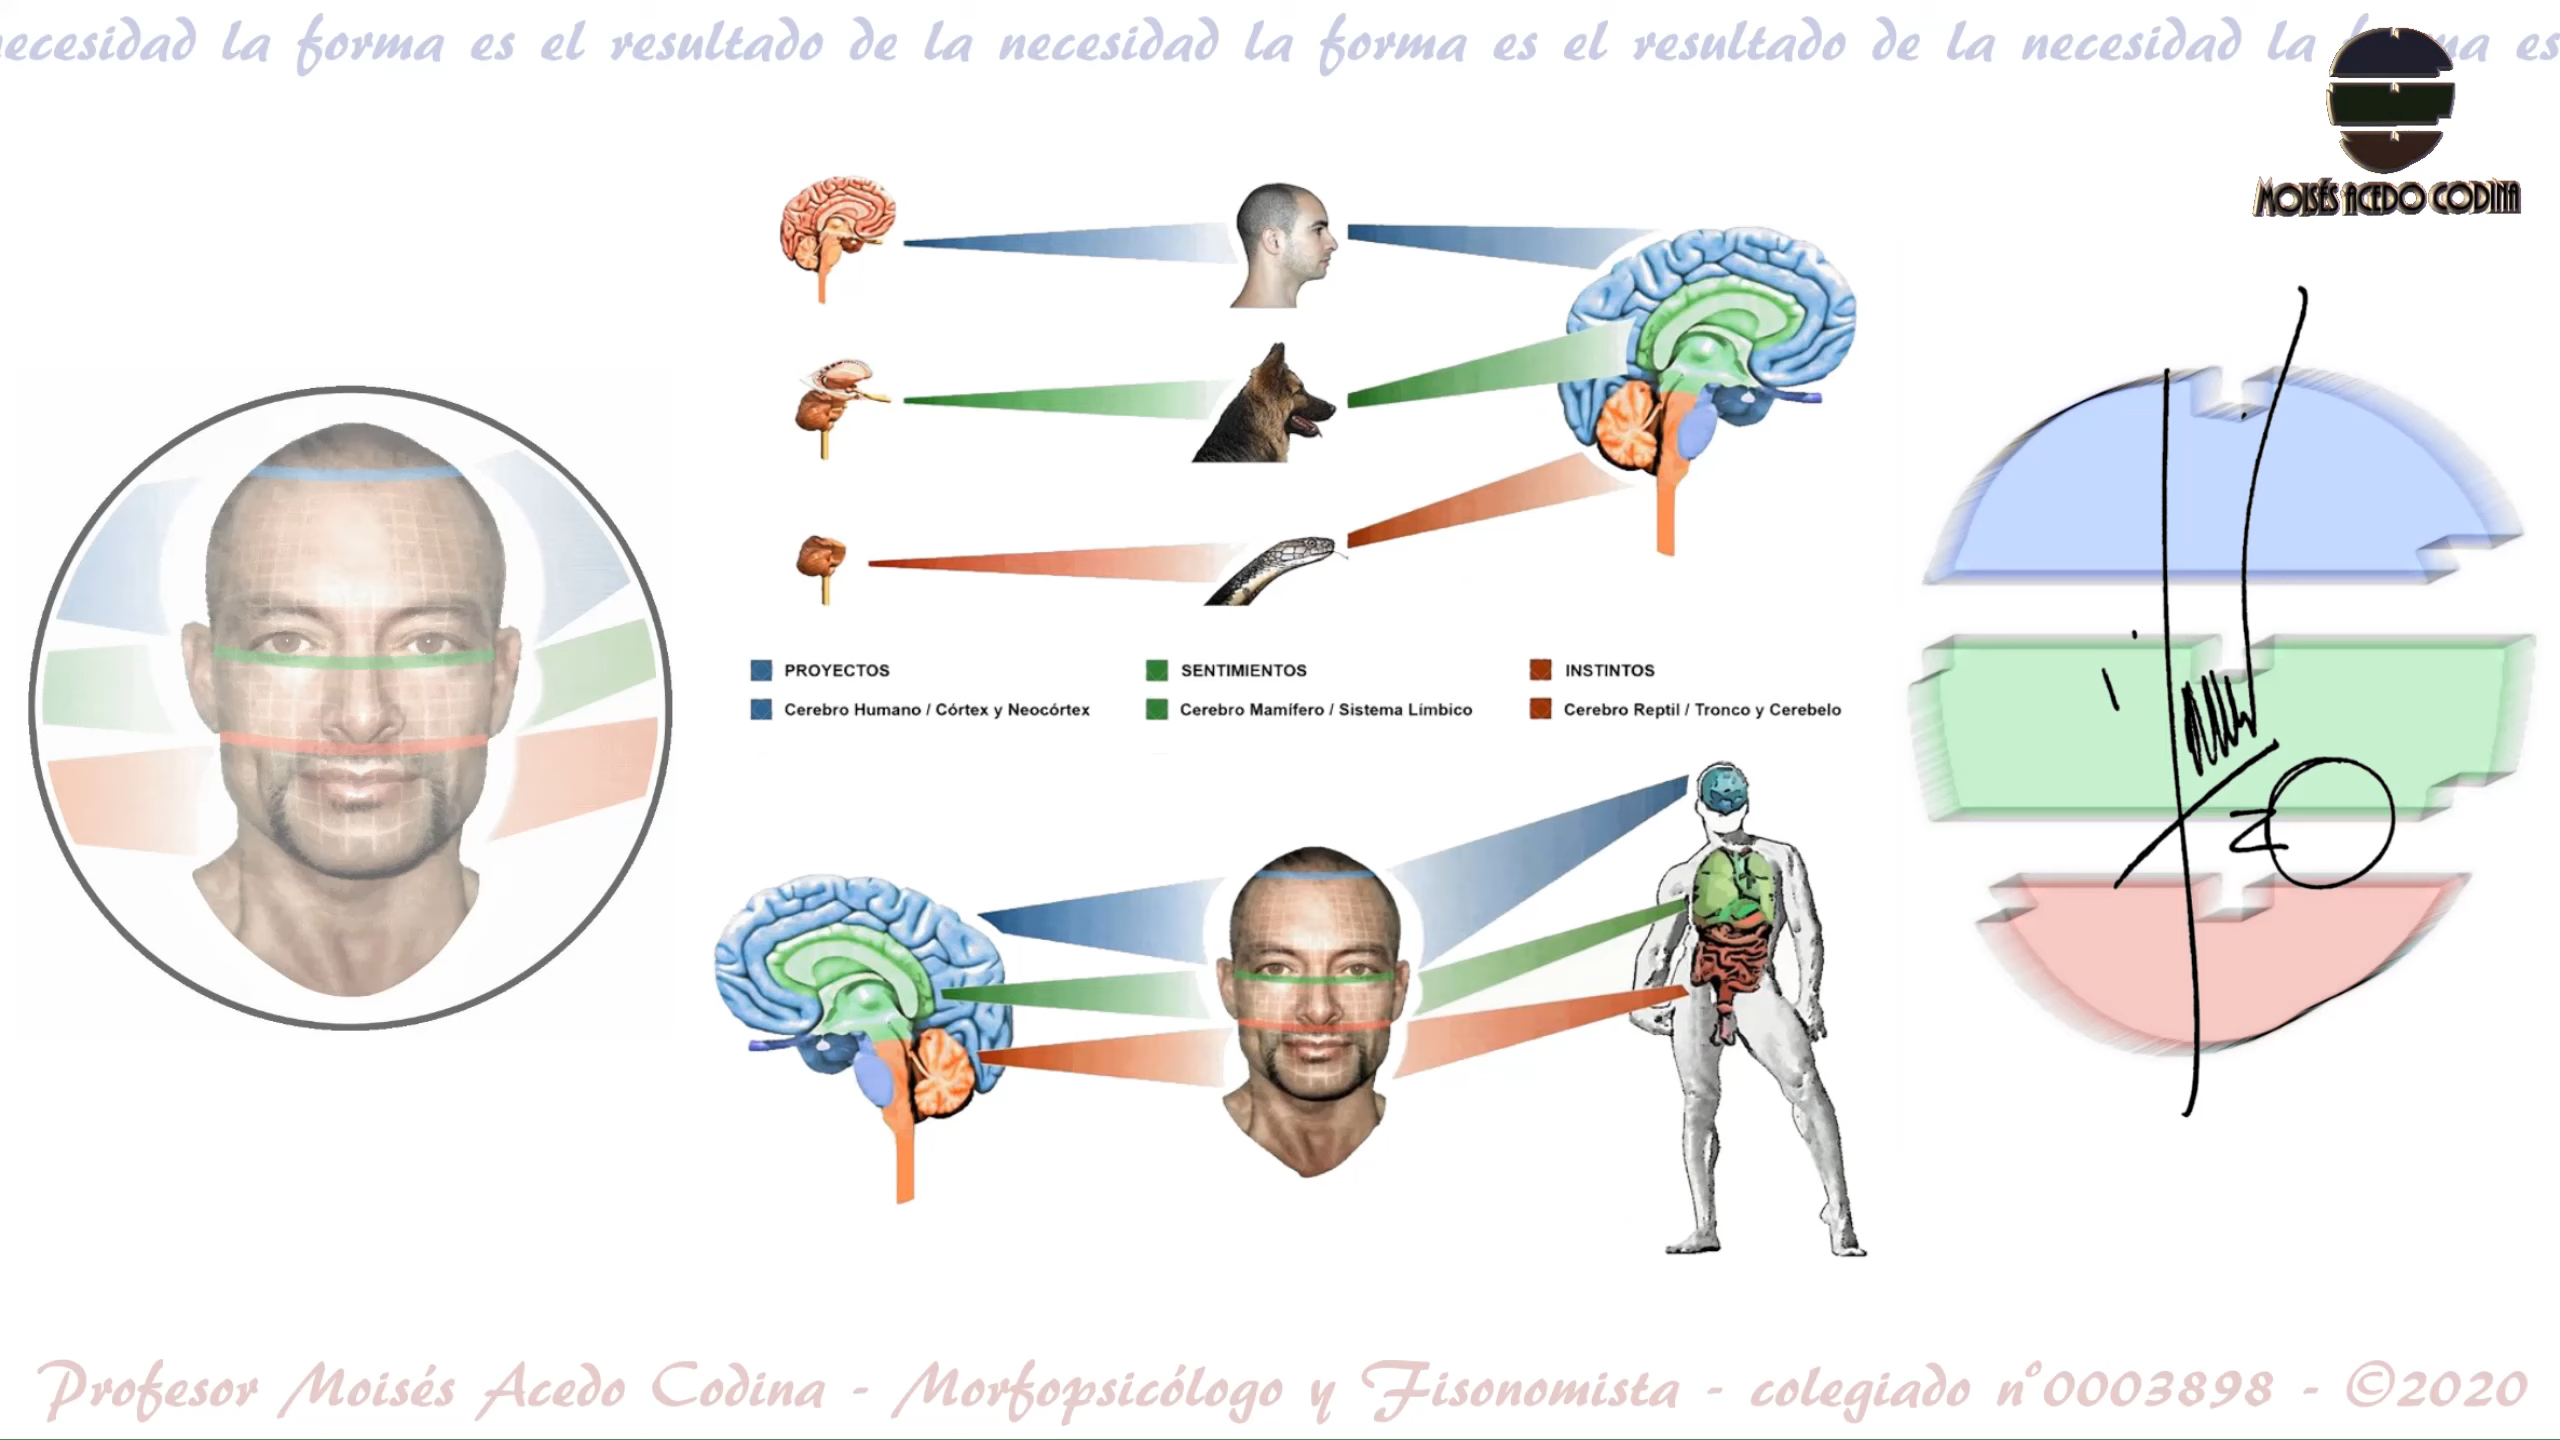 necesidad la forma es el resultado de la necesidad la forma es el resultado de la necesidad la forma es
MOISÉS ACEDO CODINA
PROYECTOS SENTIMIENTOS INSTINTOS
Cerebro Humano / Córtex y Neocórtex Cerebro Mamífero / Sistema Límbico Cerebro Reptil / Tronco y Cerebelo
Profesor Moisés Acedo Codina - Morfopsicólogo y Fisonomista - colegiado nº0003898 - ©2020